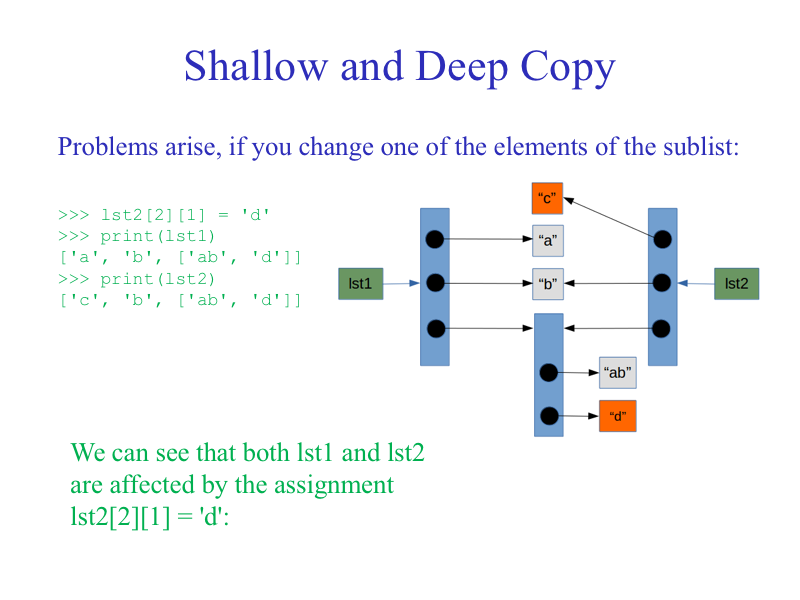 Shallow and Deep Copy
Problems arise, if you change one of the elements of the sublist:
>>> lst2[2][1] = 'd'
>>> print(lst1)
['a', 'b', ['ab', 'd']]
>>> print(lst2)
['c', 'b', ['ab', 'd']]
“c”
“a”
lst1
“b”
lst2
“ab”
“d”
We can see that both lst1 and lst2
are affected by the assignment
lst2[2][1] = 'd':